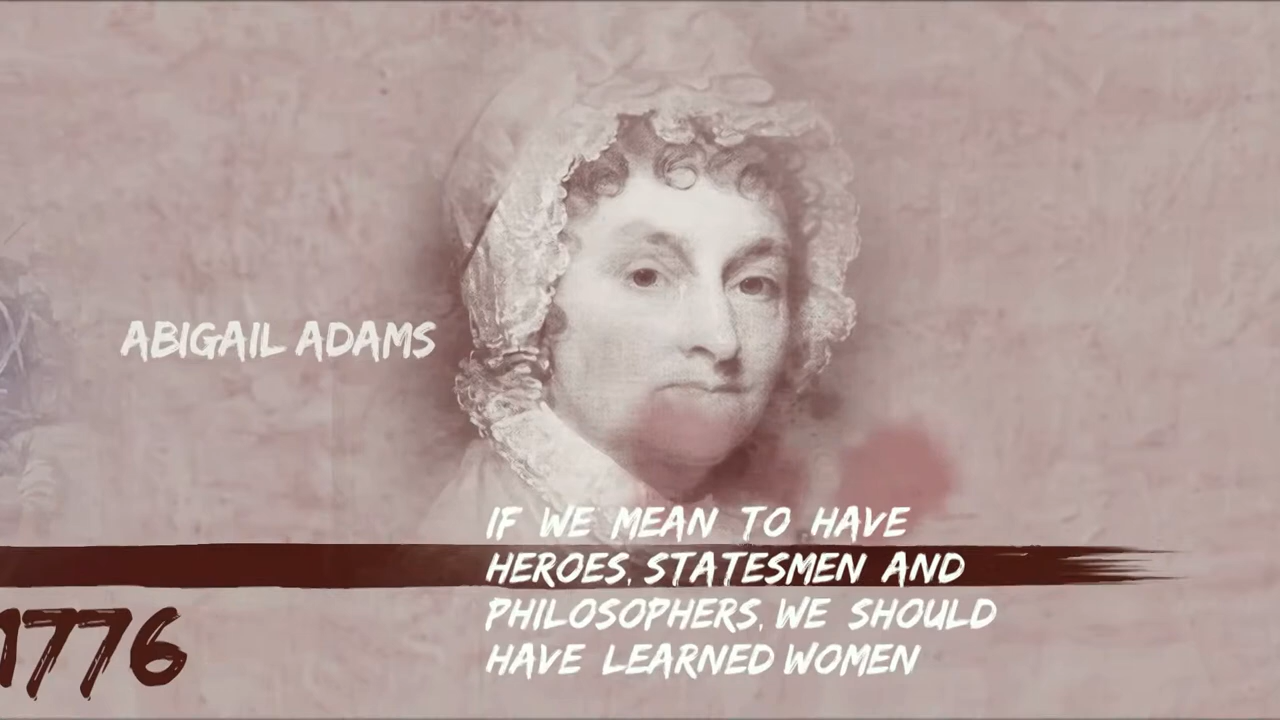 ABIGAIL ADAMS
IF WE MEAN TO HAVE
HEROES, STATESMEN AND
PHILOSOPHERS, WE SHOULD
HAVE LEARNED WOMEN
1776